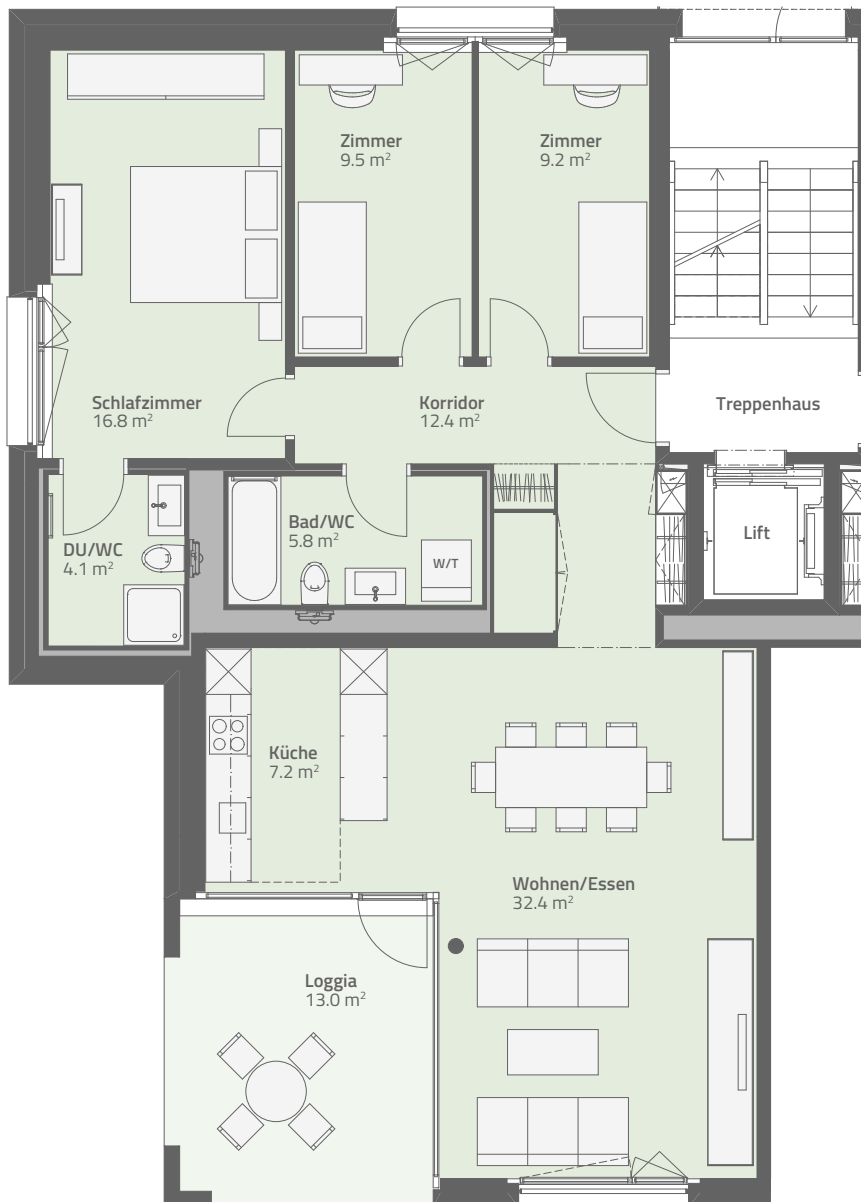 Zimmer
9.5 m²
Zimmer
9.2 m²
Schlafzimmer
16.8 m²
Korridor
12.4 m²
Treppenhaus
DU/WC
4.1 m²
Bad/WC
5.8 m²
W/T
Lift
Küche
7.2 m²
Wohnen/Essen
32.4 m²
Loggia
13.0 m²